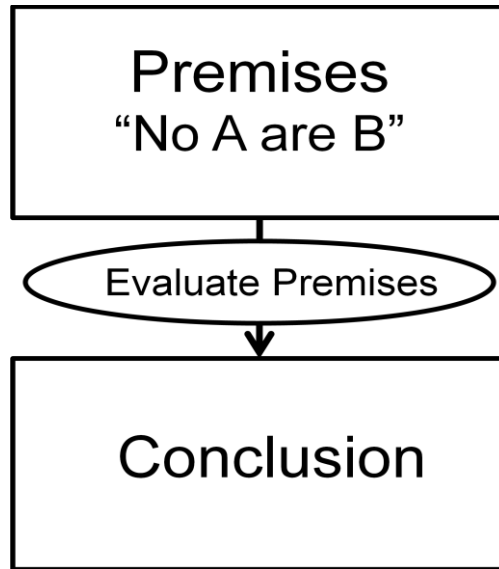 Premises
“No A are B”
Evaluate Premises
Conclusion